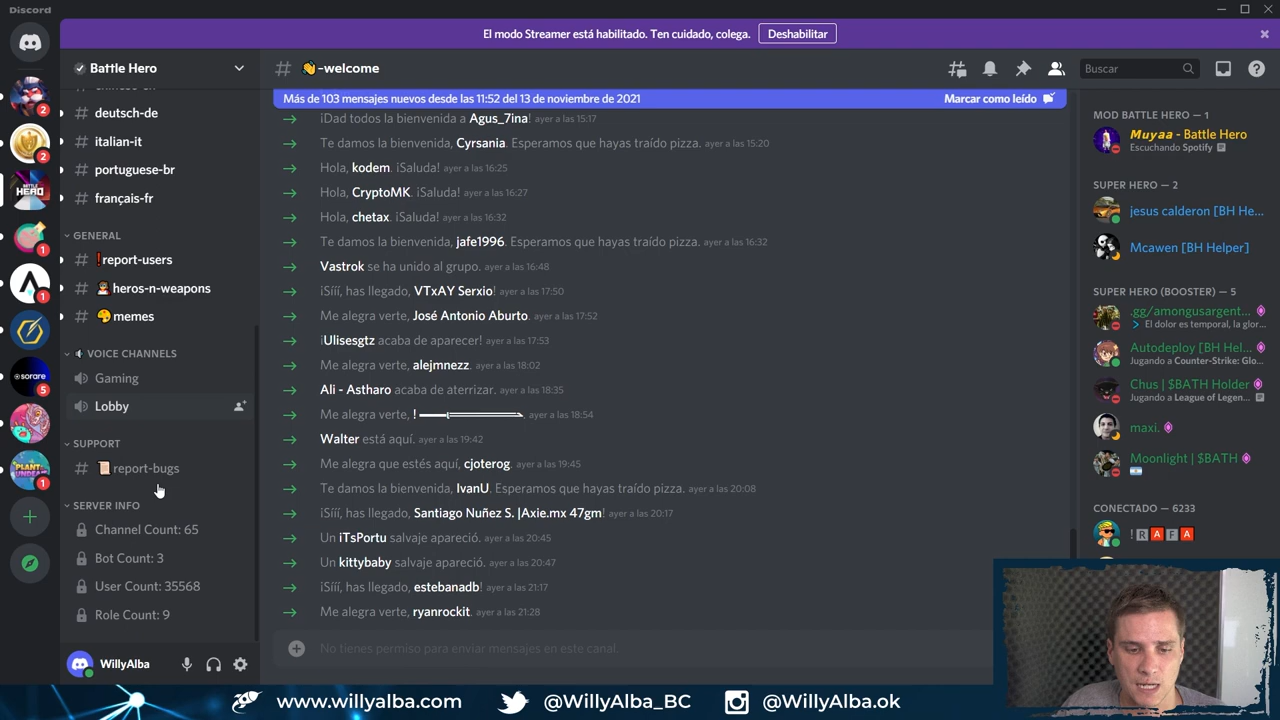 Discord
El modo Streamer está habilitado. Ten cuidado, colega. Deshabilitar
Battle Hero
deutsch-de
italian-it
portuguese-br
français-fr
GENERAL
report-users
heros-n-weapons
memes
VOICE CHANNELS
Gaming
Lobby
SUPPORT
report-bugs
SERVER INFO
Channel Count: 65
Bot Count: 3
User Count: 35568
Role Count: 9
WillyAlba
-welcome
Buscar
Más de 103 mensajes nuevos desde las 11:52 del 13 de noviembre de 2021 Marcar como leído
¡Dad todos la bienvenida a Agus_7ina! ayer a las 15:17
Te damos la bienvenida, Cyrsania. Esperamos que hayas traído pizza. ayer a las 15:20
Hola, kodem. ¡Saluda! ayer a las 16:25
Hola, CryptoMK. ¡Saluda! ayer a las 16:27
Hola, chetax. ¡Saluda! ayer a las 16:32
Te damos la bienvenida, jafe1996. Esperamos que hayas traído pizza. ayer a las 16:32
Vastrok se ha unido al grupo. ayer a las 16:48
¡Sííí, has llegado, VTxAY Serxio! ayer a las 17:50
Me alegra verte, José Antonio Aburto. ayer a las 17:52
¡Ulisesgtz acaba de aparecer! ayer a las 17:53
Me alegra verte, alejmnezz. ayer a las 18:02
Ali - Astharo acaba de aterrizar. ayer a las 18:35
Me alegra verte, ! ayer a las 18:54
Walter está aquí. ayer a las 19:42
Me alegra que estés aquí, cjoterog. ayer a las 19:45
Te damos la bienvenida, IvanU. Esperamos que hayas traído pizza. ayer a las 20:08
¡Sííí, has llegado, Santiago Nuñez S. |Axie.mx 47gm! ayer a las 20:17
Un iTsPortu salvaje apareció. ayer a las 20:45
Un kittybaby salvaje apareció. ayer a las 20:47
¡Sííí, has llegado, estebanadb! ayer a las 21:17
Me alegra verte, ryanrockit. ayer a las 21:28
No tienes permiso para enviar mensajes en este canal.
MOD BATTLE HERO — 1
Muyaa - Battle Hero
Escuchando Spotify
SUPER HERO — 2
jesus calderon [BH He...
Mcawen [BH Helper]
SUPER HERO (BOOSTER) — 5
.gg/amongusargent...
El dolor es temporal, la glor...
Autodeploy [BH Hel...
Jugando a Counter-Strike: Glo...
Chus | $BATH Holder
Jugando a League of Legen...
maxi.
Moonlight | $BATH
CONECTADO — 6233
! R A F A
BATTLE HERO
sorare
PLANT UNDEAD
2
2
1
1
5
1
www.willyalba.com @WillyAlba_BC @WillyAlba.ok